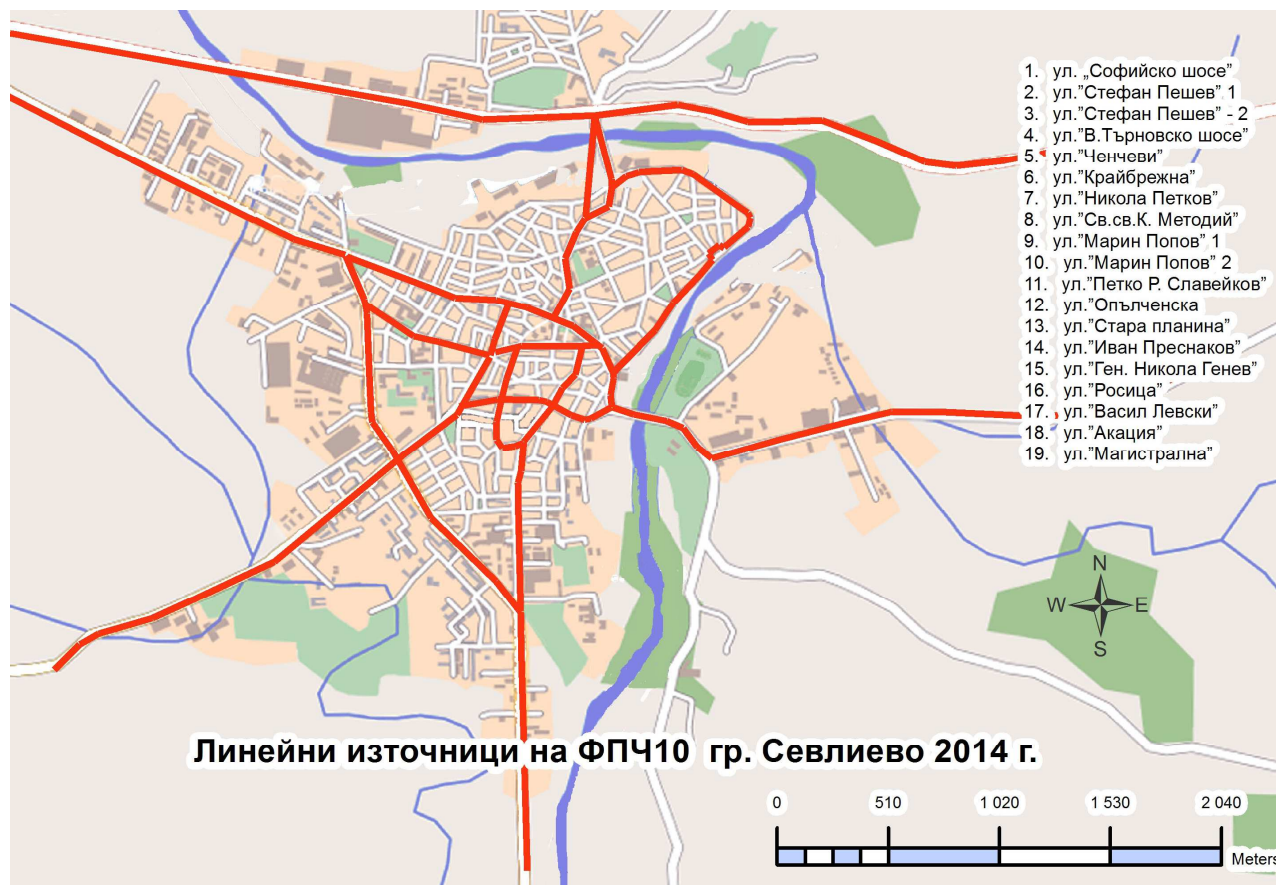 1. ул. „Софийско шосе”
2. ул.”Стефан Пешев” 1
3. ул.”Стефан Пешев” - 2
4. ул.”В.Търновско шосе”
5. ул.”Ченчеви”
6. ул.”Крайбрежна”
7. ул.”Никола Петков”
8. ул.”Св.св.К. Методий”
9. ул.”Марин Попов” 1
10. ул.”Марин Попов” 2
11. ул.”Петко Р. Славейков”
12. ул.”Опълченска
13. ул.”Стара планина”
14. ул.”Иван Преснаков”
15. ул.”Ген. Никола Генев”
16. ул.”Росица”
17. ул.”Васил Левски”
18. ул.”Акация”
19. ул.”Магистрална”
N
W E
S
Линейни източници на ФПЧ10 гр. Севлиево 2014 г.
0 510 1 020 1 530 2 040
Meters